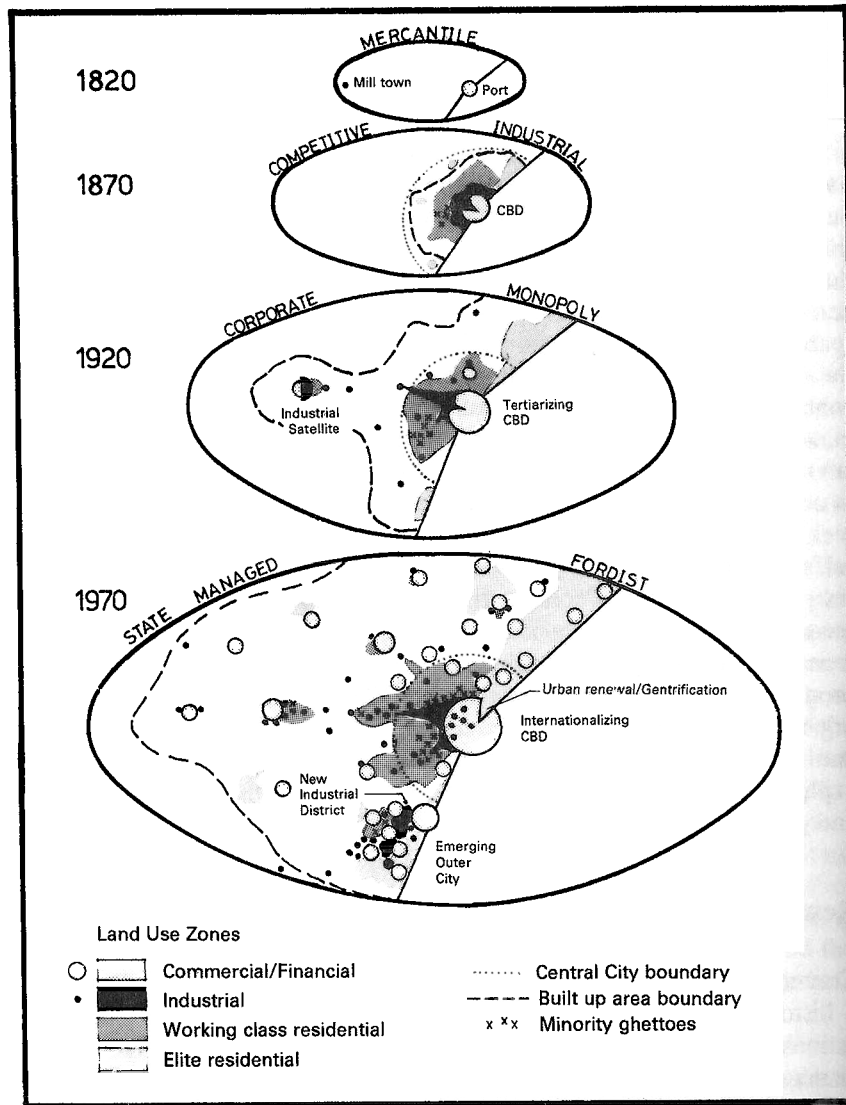 MERCANTILE
1820
Mill town
Port
COMPETITIVE INDUSTRIAL
1870
CBD
CORPORATE MONOPOLY
1920
Industrial
Satellite
Tertiarizing
CBD
STATE MANAGED FORDIST
1970
Urban renewal/Gentrification
Internationalizing
CBD
New
Industrial
District
Emerging
Outer
City
Land Use Zones
Commercial/Financial
Industrial
Working class residential
Elite residential
Central City boundary
Built up area boundary
Minority ghettoes